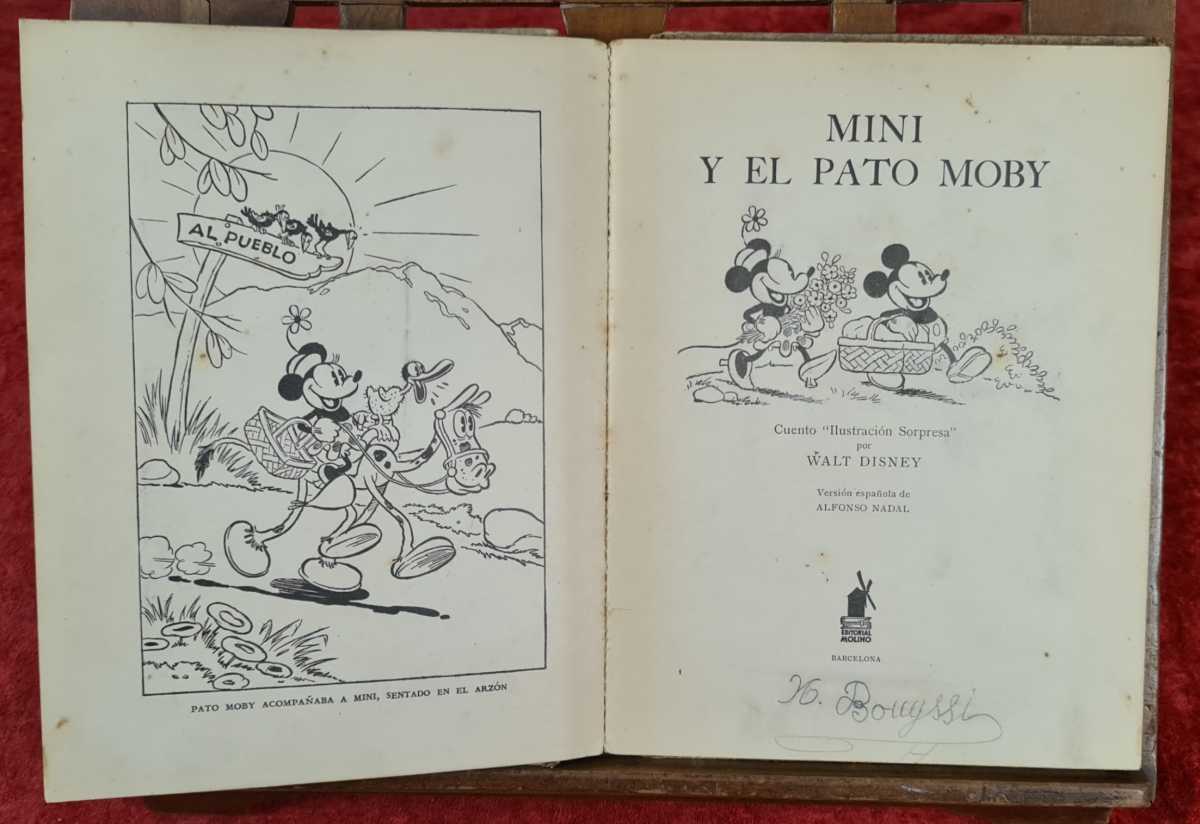 AL PUEBLO
PATO MOBY ACOMPAÑABA A MINI, SENTADO EN EL ARZÓN
MINI
Y EL PATO MOBY
Cuento "Ilustración Sorpresa"
por
WALT DISNEY
Versión española de
ALFONSO NADAL
EDITORIAL
MOLINO
BARCELONA
Bouyssi